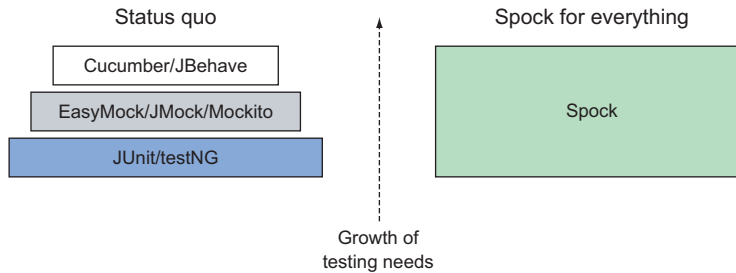 Status quo
Spock for everything
Cucumber/JBehave
EasyMock/JMock/Mockito
JUnit/testNG
Spock
Growth of
testing needs